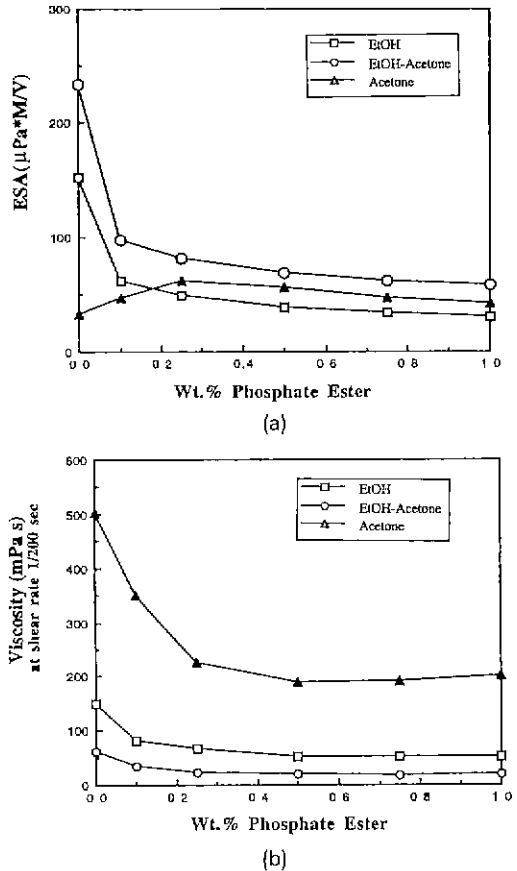 300
EtOH
EtOH-Acetone
Acetone
200
100
0
ESA(μPa*M/V)
0.0 0.2 0.4 0.6 0.8 1.0
Wt.% Phosphate Ester
(a)
600
EtOH
EtOH-Acetone
Acetone
500
400
300
200
100
0
Viscosity (mPa s)
at shear rate 1/200 sec
0.0 0.2 0.4 0.6 0.8 1.0
Wt.% Phosphate Ester
(b)